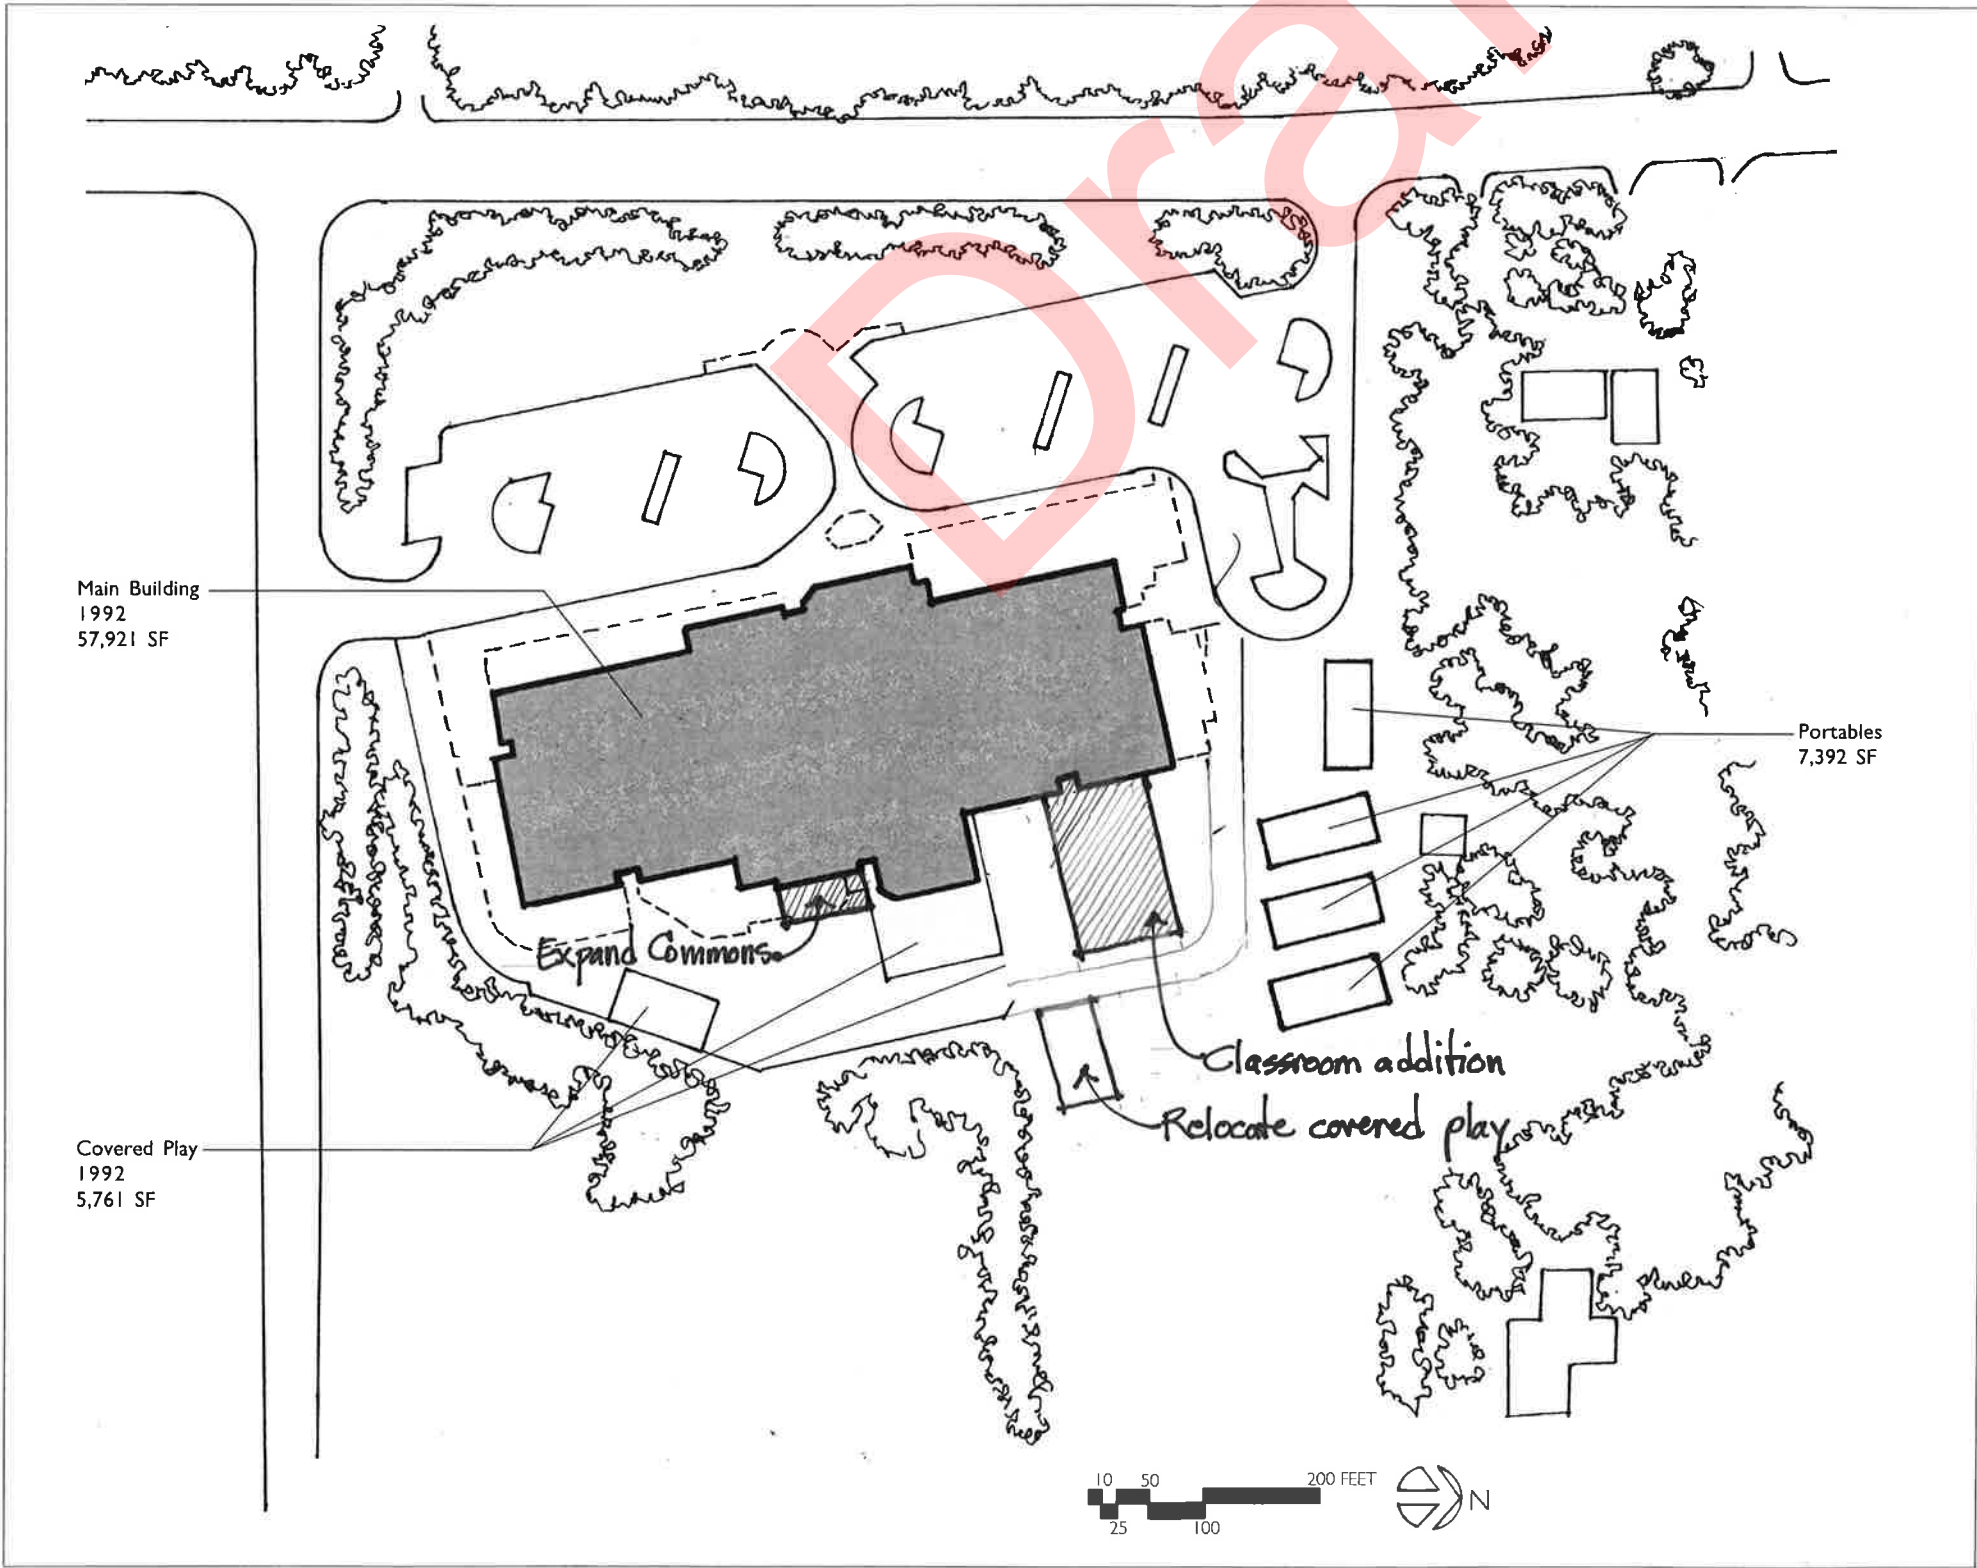 Draf
Main Building
1992
57,921 SF
Portables
7,392 SF
Expand Commons
Classroom addition
Relocate covered play
Covered Play
1992
5,761 SF
10 50 200 FEET
25 100
N